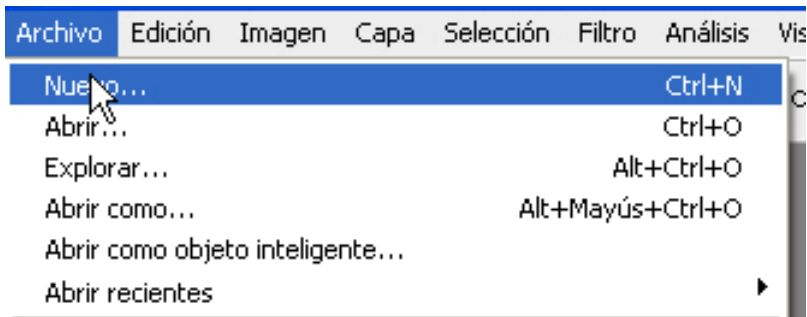 Archivo Edición Imagen Capa Selección Filtro Análisis
Nuevo... Ctrl+N
Abrir... Ctrl+O
Explorar... Alt+Ctrl+O
Abrir como... Alt+Mayús+Ctrl+O
Abrir como objeto inteligente...
Abrir recientes